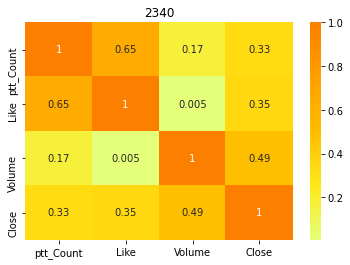 2340
ptt_Count 1 0.65 0.17 0.33
Like 0.65 1 0.005 0.35
Volume 0.17 0.005 1 0.49
Close 0.33 0.35 0.49 1
ptt_Count Like Volume Close
1.0
0.8
0.6
0.4
0.2